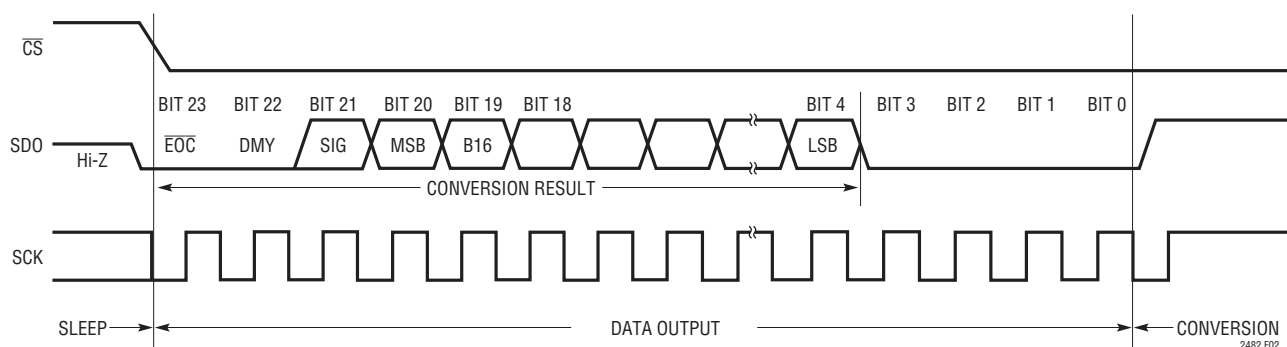 CS
BIT 23 BIT 22 BIT 21 BIT 20 BIT 19 BIT 18 BIT 4 BIT 3 BIT 2 BIT 1 BIT 0
SDO Hi-Z EOC DMY SIG MSB B16 LSB
CONVERSION RESULT
SCK
SLEEP DATA OUTPUT CONVERSION
2482 F02